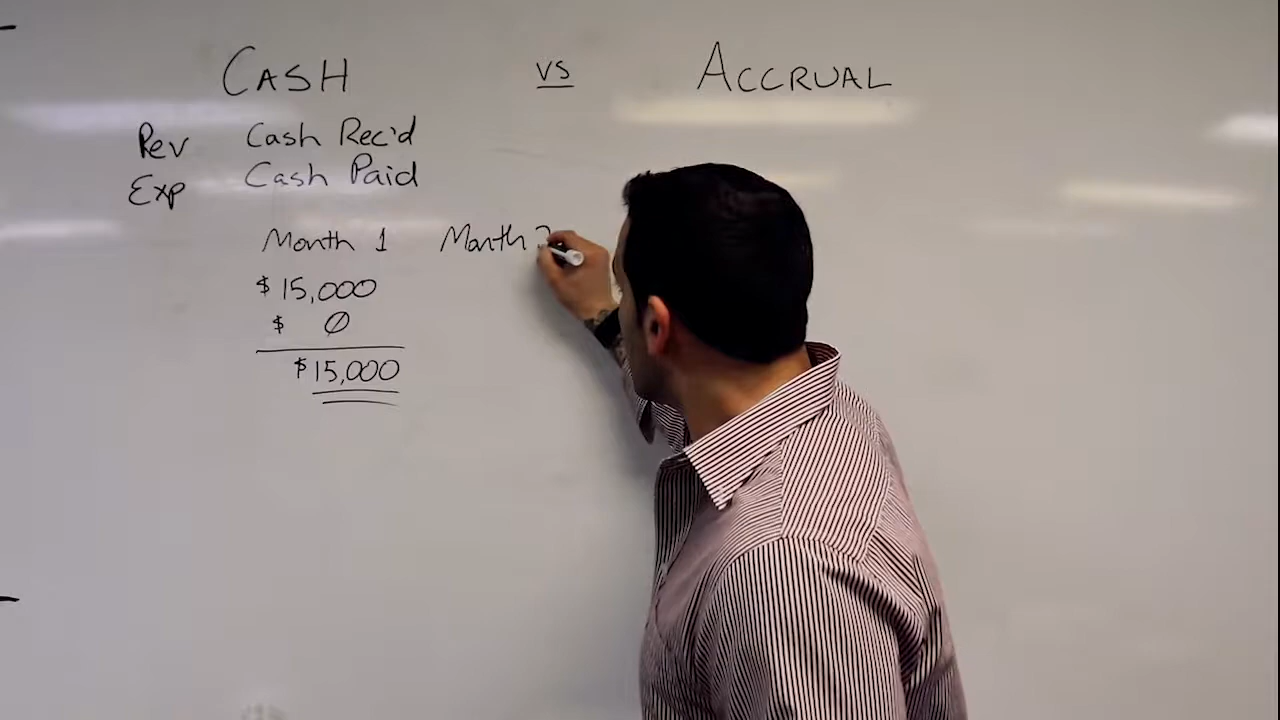 CASH vs ACCRUAL
Rev Cash Rec'd
Exp Cash Paid
Month 1 Month
$15,000
$ 0
$15,000